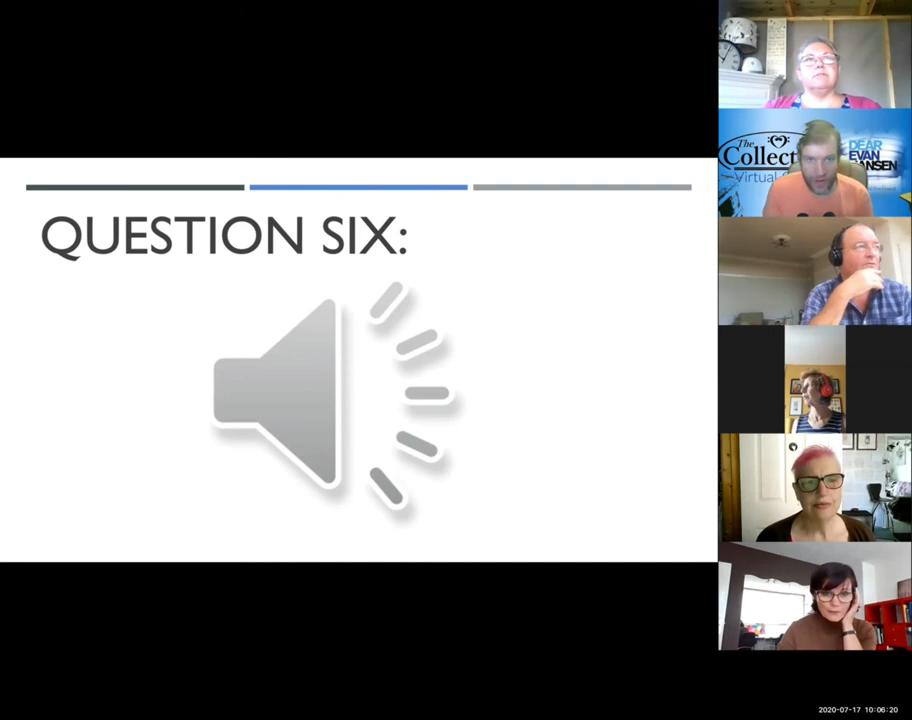 QUESTION SIX:
The
Collect
Virtual
DEAR
EVAN
HANSEN
2020-07-17 10:06:20